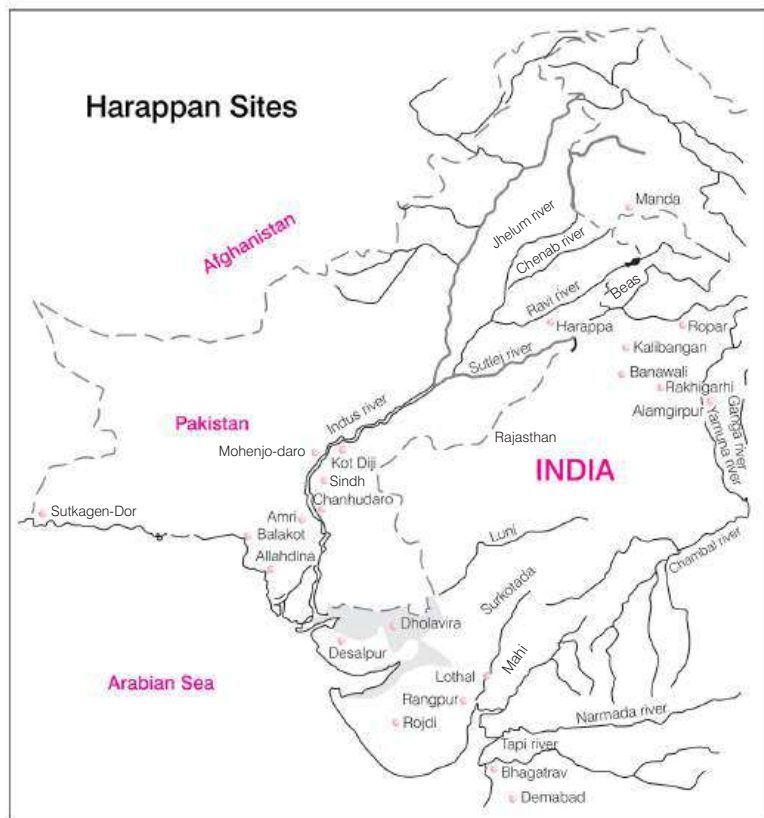 Harappan Sites
Afghanistan
Manda
Jhelum river
Chenab river
Ravi river
Beas
Harappa
Ropar
Sutlej river
Kalibangan
Banawali
Rakhigarhi
Alamgirpur
Ganga river
Yamuna river
Indus river
Pakistan
Rajasthan
Mohenjo-daro
Kot Diji
INDIA
Sindh
Chanhudaro
Sutkagen-Dor
Amri
Balakot
Allahdina
Luni
Chambal river
Surkotada
Dholavira
Desalpur
Mahi
Arabian Sea
Lothal
Rangpur
Rojdi
Narmada river
Tapi river
Bhagatrav
Demabad